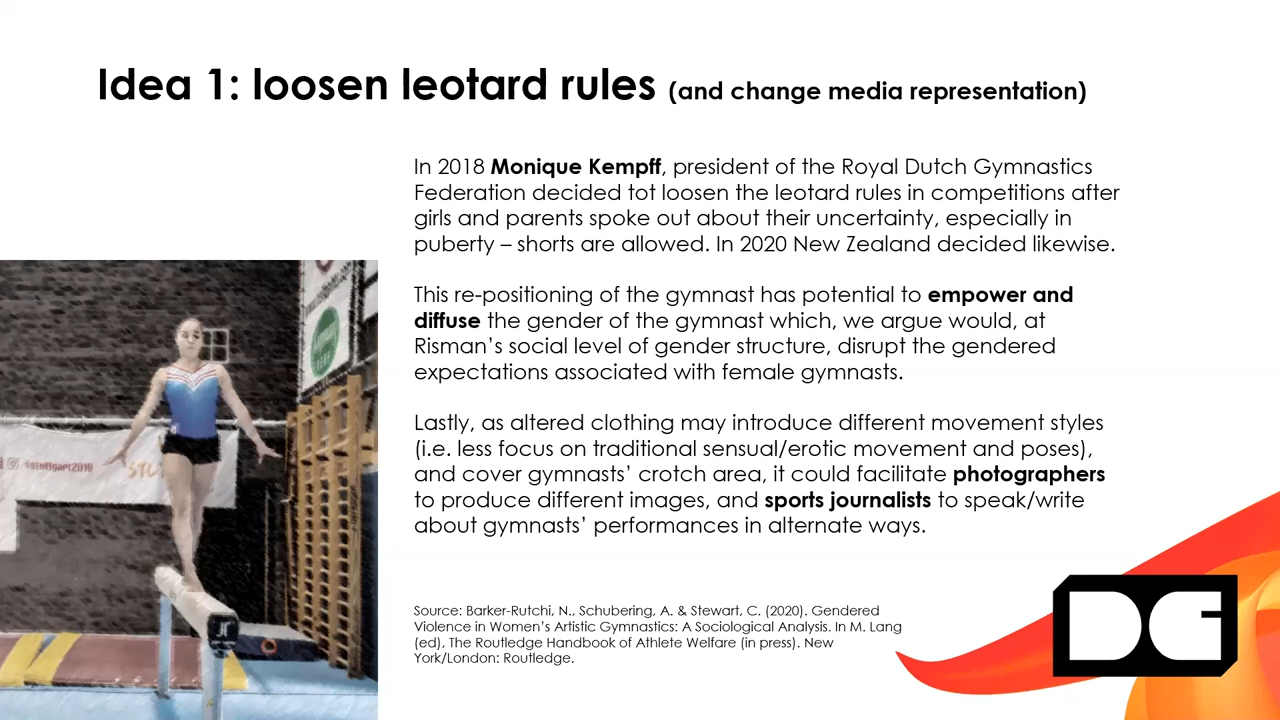 Idea 1: loosen leotard rules (and change media representation)
In 2018 Monique Kempff, president of the Royal Dutch Gymnastics
Federation decided tot loosen the leotard rules in competitions after
girls and parents spoke out about their uncertainty, especially in
puberty – shorts are allowed. In 2020 New Zealand decided likewise.
This re-positioning of the gymnast has potential to empower and
diffuse the gender of the gymnast which, we argue would, at
Risman's social level of gender structure, disrupt the gendered
expectations associated with female gymnasts.
Lastly, as altered clothing may introduce different movement styles
(i.e. less focus on traditional sensual/erotic movement and poses),
and cover gymnasts' crotch area, it could facilitate photographers
to produce different images, and sports journalists to speak/write
about gymnasts' performances in alternate ways.
Source: Barker-Rutchi, N., Schubering, A. & Stewart, C. (2020). Gendered
Violence in Women's Artistic Gymnastics: A Sociological Analysis. In M. Lang
(ed), The Routledge Handbook of Athlete Welfare (in press). New
York/London: Routledge.
DG